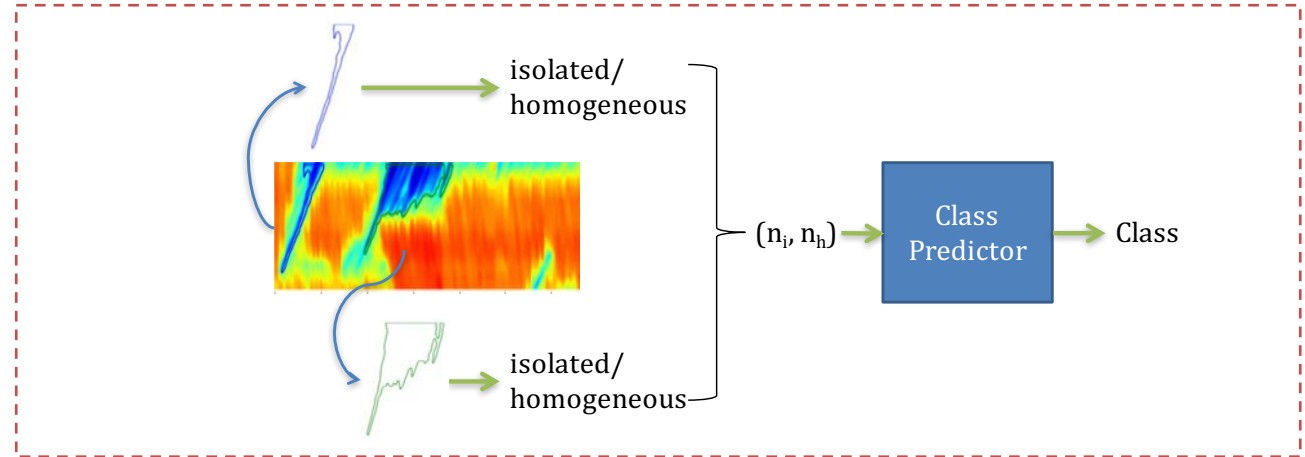 isolated/
homogeneous
(nᵢ, nₕ)
Class
Predictor
Class
isolated/
homogeneous